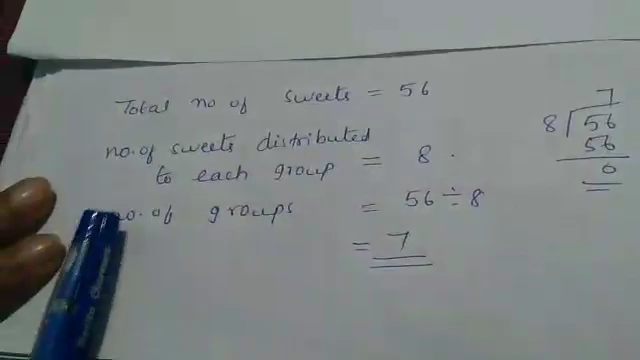 Total no of sweets = 56
no. of sweets distributed
to each group = 8.
no. of groups = 56 ÷ 8
= 7
7
8 56
56
0